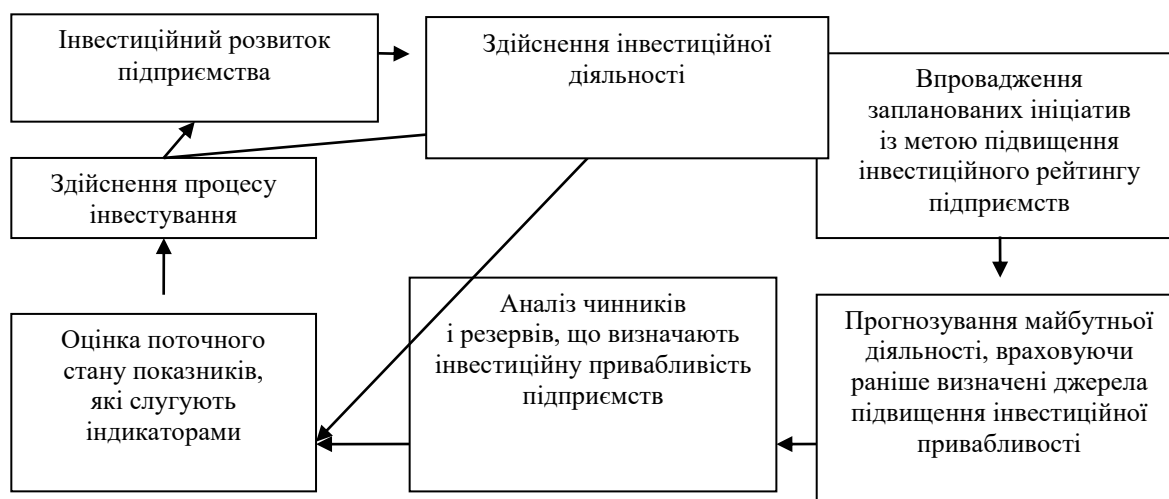 Інвестиційний розвиток
підприємства
Здійснення інвестиційної
діяльності
Впровадження
запланованих ініціатив
із метою підвищення
інвестиційного рейтингу
підприємств
Здійснення процесу
інвестування
Оцінка поточного
стану показників,
які слугують
індикаторами
Аналіз чинників
і резервів, що визначають
інвестиційну привабливість
підприємств
Прогнозування майбутньої
діяльності, враховуючи
раніше визначені джерела
підвищення інвестиційної
привабливості